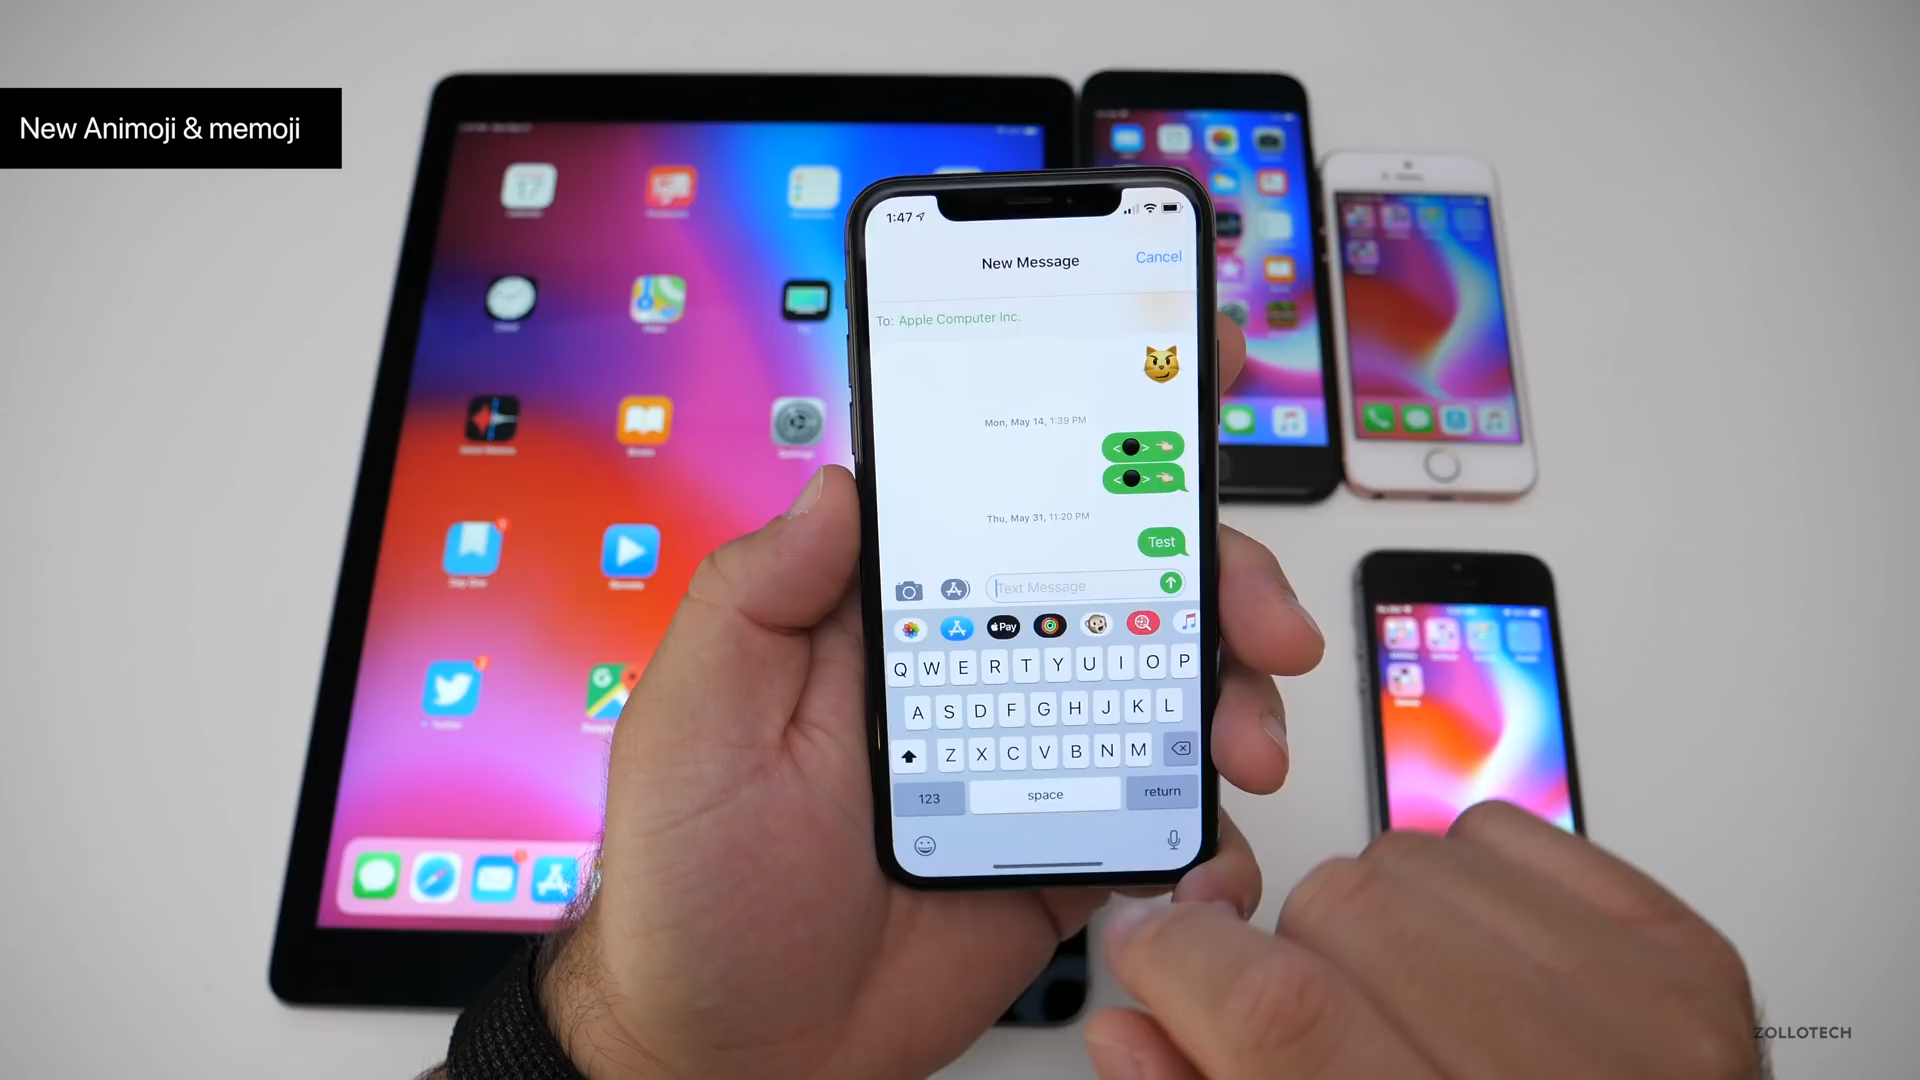 New Animoji & memoji
17
1:47
New Message
Cancel
To: Apple Computer Inc.
Mon, May 14, 1:39 PM
< >
< >
Thu, May 31, 11:20 PM
Test
Text Message
Pay
Q W E R T Y U I O P
A S D F G H J K L
Z X C V B N M
123
space
return
ZOLLOTECH